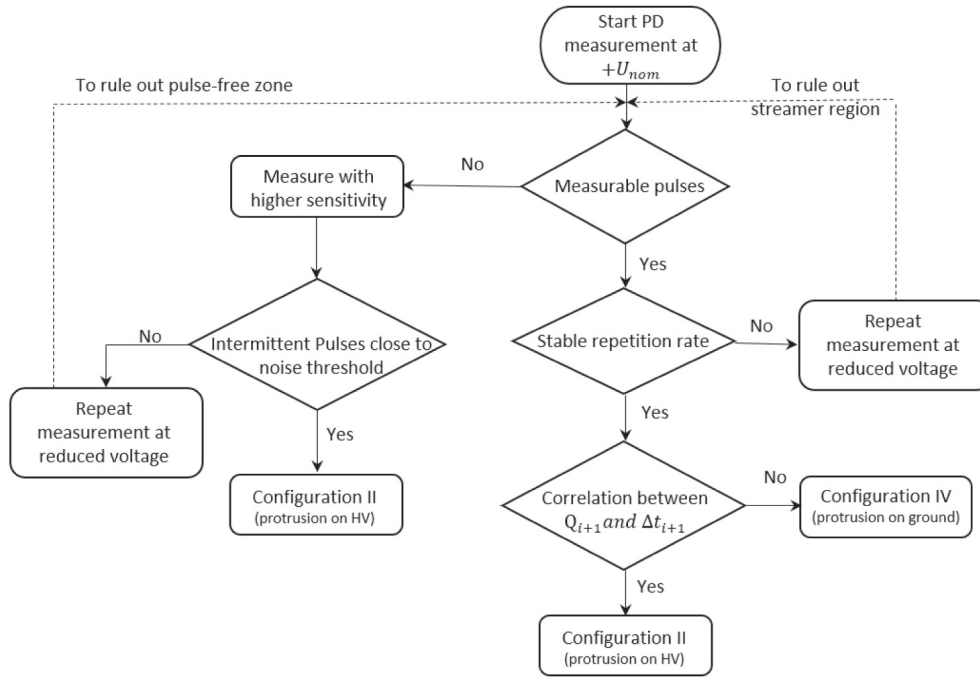 Start PD
measurement at
+U_nom
To rule out pulse-free zone
To rule out
streamer region
No
Measure with
higher sensitivity
Measurable pulses
Yes
No
Intermittent Pulses close to
noise threshold
Stable repetition rate
No
Repeat
measurement at
reduced voltage
Repeat
measurement at
reduced voltage
Yes
Yes
Configuration II
(protrusion on HV)
Correlation between
Q_{i+1} and Δt_{i+1}
No
Configuration IV
(protrusion on ground)
Yes
Configuration II
(protrusion on HV)